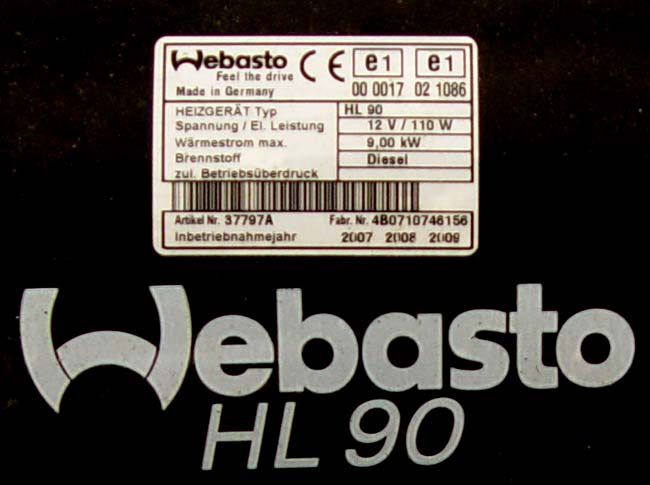 Webasto CE e1 e1
Feel the drive
Made in Germany 00 0017 02 1086
HEIZGERÄT Typ HL 90
Spannung / El. Leistung 12 V / 110 W
Wärmestrom max. 9,00 kW
Brennstoff Diesel
zul. Betriebsüberdruck
Artikel Nr. 37797A Fabr. Nr. 4B0710746156
Inbetriebnahmejahr 2007 2008 2009
Webasto
HL 90